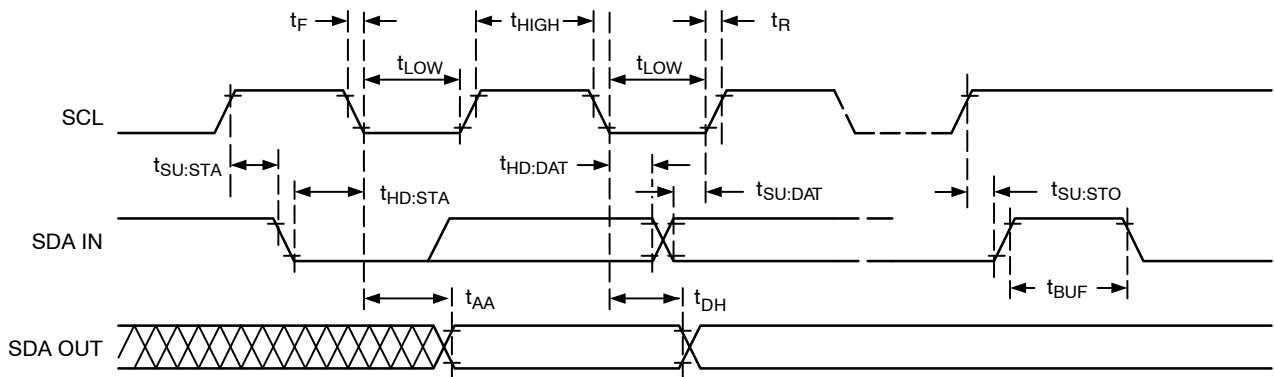 tF
tHIGH
tR
tLOW
tLOW
SCL
tSU:STA
tHD:STA
tHD:DAT
tSU:DAT
tSU:STO
SDA IN
tBUF
tAA
tDH
SDA OUT